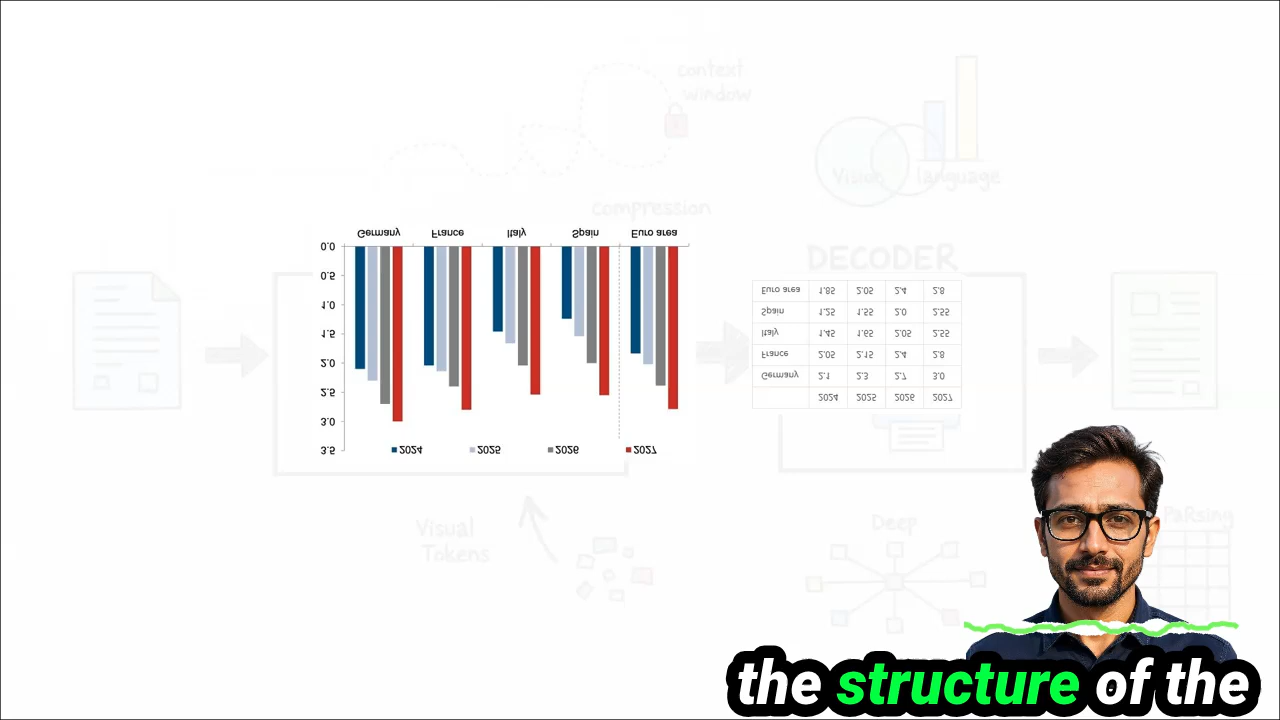 context
window
Vision language
compression
DECODER
Germany France Italy Spain Euro area
0.0
0.5
1.0
1.5
2.0
2.5
3.0
3.5
2024 2025 2026 2027
Euro area 1.85 2.05 2.4 2.8
Spain 1.25 1.55 2.0 2.55
Italy 1.45 1.65 2.05 2.55
France 2.05 2.15 2.4 2.8
Germany 2.1 2.3 2.7 3.0
2024 2025 2026 2027
Visual
Tokens
Deep
PaRsing
the structure of the